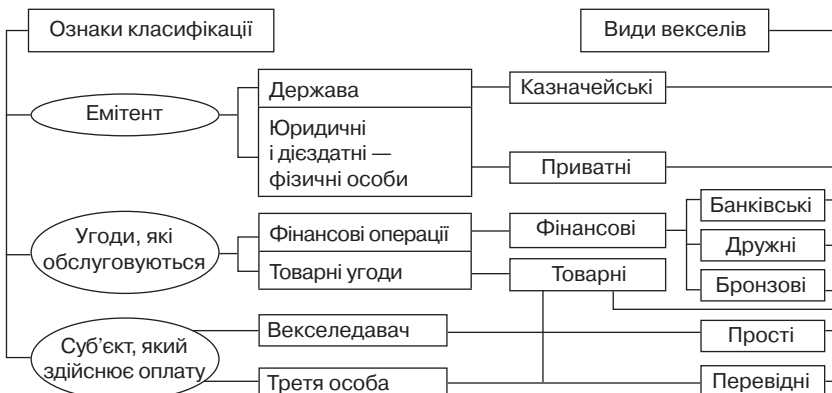 Ознаки класифікації
Види векселів
Емітент
Держава
Казначейські
Юридичні
і дієздатні —
фізичні особи
Приватні
Угоди, які
обслуговуються
Фінансові операції
Фінансові
Банківські
Дружні
Бронзові
Товарні угоди
Товарні
Суб’єкт, який
здійснює оплату
Векселедавач
Прості
Третя особа
Перевідні